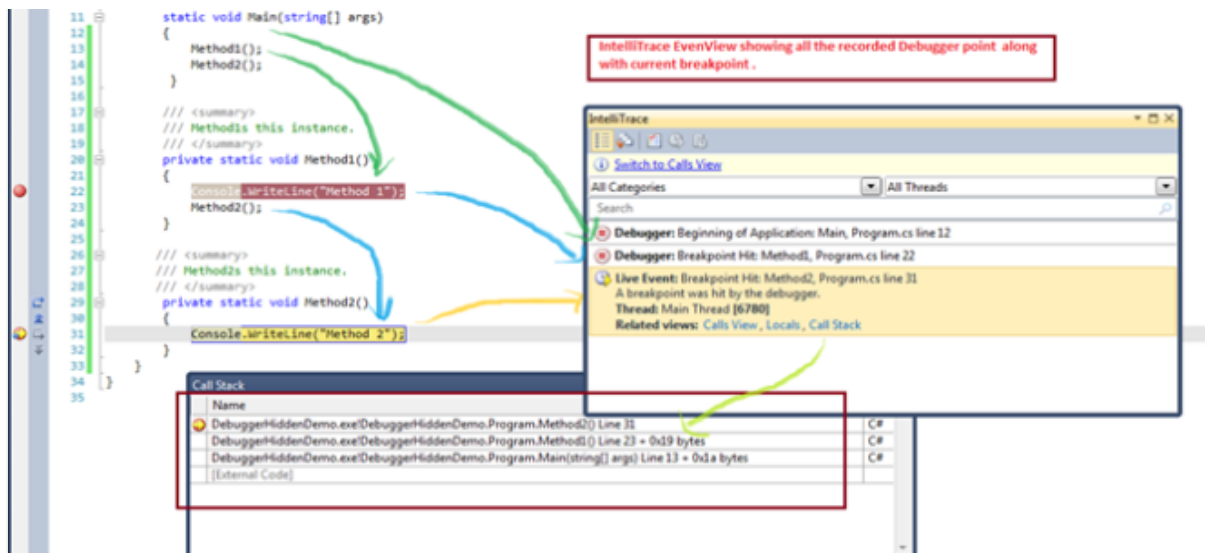 11 static void Main(string[] args)
12 {
13 Method1();
14 Method2();
15 }
16
17 /// <summary>
18 /// Method1s this instance.
19 /// </summary>
20 private static void Method1()
21 {
22 Console.WriteLine("Method 1");
23 Method2();
24 }
25
26 /// <summary>
27 /// Method2s this instance.
28 /// </summary>
29 private static void Method2()
30 {
31 Console.WriteLine("Method 2");
32 }
33 }
34 }
35
IntelliTrace EvenView showing all the recorded Debugger point along
with current breakpoint .
IntelliTrace
Switch to Calls View
All Categories All Threads
Search
Debugger: Beginning of Application: Main, Program.cs line 12
Debugger: Breakpoint Hit: Method1, Program.cs line 22
Live Event: Breakpoint Hit: Method2, Program.cs line 31
A breakpoint was hit by the debugger.
Thread: Main Thread [6780]
Related views: Calls View , Locals , Call Stack
Call Stack
Name
DebuggerHiddenDemo.exe!DebuggerHiddenDemo.Program.Method2() Line 31 C#
DebuggerHiddenDemo.exe!DebuggerHiddenDemo.Program.Method1() Line 23 + 0x19 bytes C#
DebuggerHiddenDemo.exe!DebuggerHiddenDemo.Program.Main(string[] args) Line 13 + 0x1a bytes C#
[External Code]